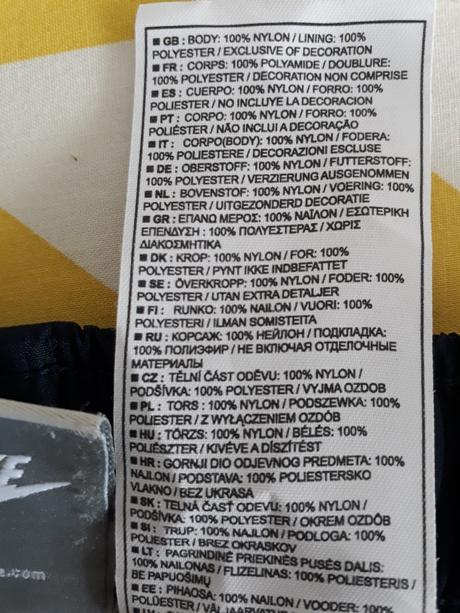 ■ GB : BODY: 100% NYLON / LINING: 100%
POLYESTER / EXCLUSIVE OF DECORATION
■ FR : CORPS: 100% POLYAMIDE / DOUBLURE:
100% POLYESTER / DECORATION NON COMPRISE
■ ES : CUERPO: 100% NYLON / FORRO: 100%
POLIESTER / NO INCLUYE LA DECORACION
■ PT : CORPO: 100% NYLON / FORRO: 100%
POLIÉSTER / NÃO INCLUI A DECORAÇÃO
■ IT : CORPO(BODY): 100% NYLON / FODERA:
100% POLIESTERE / DECORAZIONI ESCLUSE
■ DE : OBERSTOFF: 100% NYLON / FUTTERSTOFF:
100% POLYESTER / VERZIERUNG AUSGENOMMEN
■ NL : BOVENSTOF: 100% NYLON / VOERING: 100%
POLYESTER / UITGEZONDERD DECORATIE
■ GR : ΕΠΑΝΩ ΜΕΡΟΣ: 100% ΝΑΪΛΟΝ / ΕΣΩΤΕΡΙΚΗ
ΕΠΕΝΔΥΣΗ : 100% ΠΟΛΥΕΣΤΕΡΑΣ / ΧΩΡΙΣ
ΔΙΑΚΟΣΜΗΤΙΚΑ
■ DK : KROP: 100% NYLON / FOR: 100%
POLYESTER / PYNT IKKE INDBEFATTET
■ SE : ÖVERKROPP: 100% NYLON / FODER: 100%
POLYESTER / UTAN EXTRA DETALJER
■ FI : RUNKO: 100% NAILON / VUORI: 100%
POLYESTERI / ILMAN SOMISTEITA
■ RU : КОРСАЖ: 100% НЕЙЛОН / ПОДКЛАДКА:
100% ПОЛИЭФИР / НЕ ВКЛЮЧАЯ ОТДЕЛОЧНЫЕ
МАТЕРИАЛЫ
■ CZ : TĚLNÍ ČÁST ODĚVU: 100% NYLON /
PODŠÍVKA: 100% POLYESTER / VYJMA OZDOB
■ PL : TORS : 100% NYLON / PODSZEWKA: 100%
POLIESTER / Z WYŁĄCZENIEM OZDÓB
■ HU : TÖRZS: 100% NYLON / BÉLÉS: 100%
POLIÉSZTER / KIVÉVE A DÍSZÍTÉST
■ HR : GORNJI DIO ODJEVNOG PREDMETA: 100%
NAJLON / PODSTAVA: 100% POLIESTERSKO
VLAKNO / BEZ UKRASA
■ SK : TELNÁ ČASŤ ODEVU: 100% NYLON /
PODŠÍVKA: 100% POLYESTER / OKREM OZDÔB
■ SI : TRUP: 100% NAJLON / PODLOGA: 100%
POLIESTER / BREZ OKRASKOV
■ LT : PAGRINDINĖ PRIEKINĖS PUSĖS DALIS:
100% NAILONAS / FLIZELINAS: 100% POLIESTERIS /
BE PAPUOŠIMŲ
■ EE : PIHAOSA: 100% NAILON / VOODER: 100%
POLÜESTER /